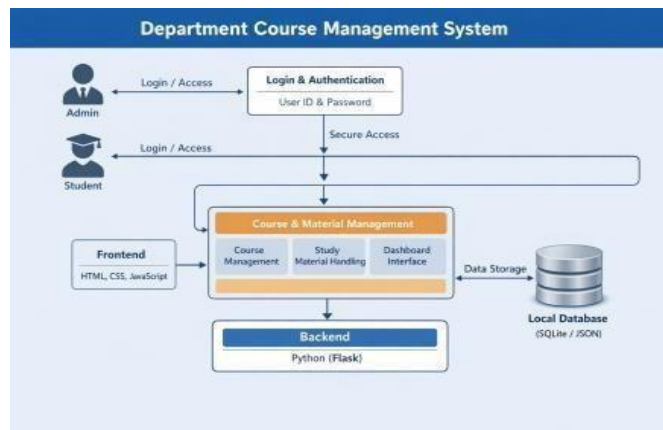 Department Course Management System
Login / Access
Login & Authentication
User ID & Password
Admin
Secure Access
Login / Access
Student
Course & Material Management
Frontend
HTML, CSS, JavaScript
Course
Management
Study
Material Handling
Dashboard
Interface
Data Storage
Local Database
(SQLite / JSON)
Backend
Python (Flask)